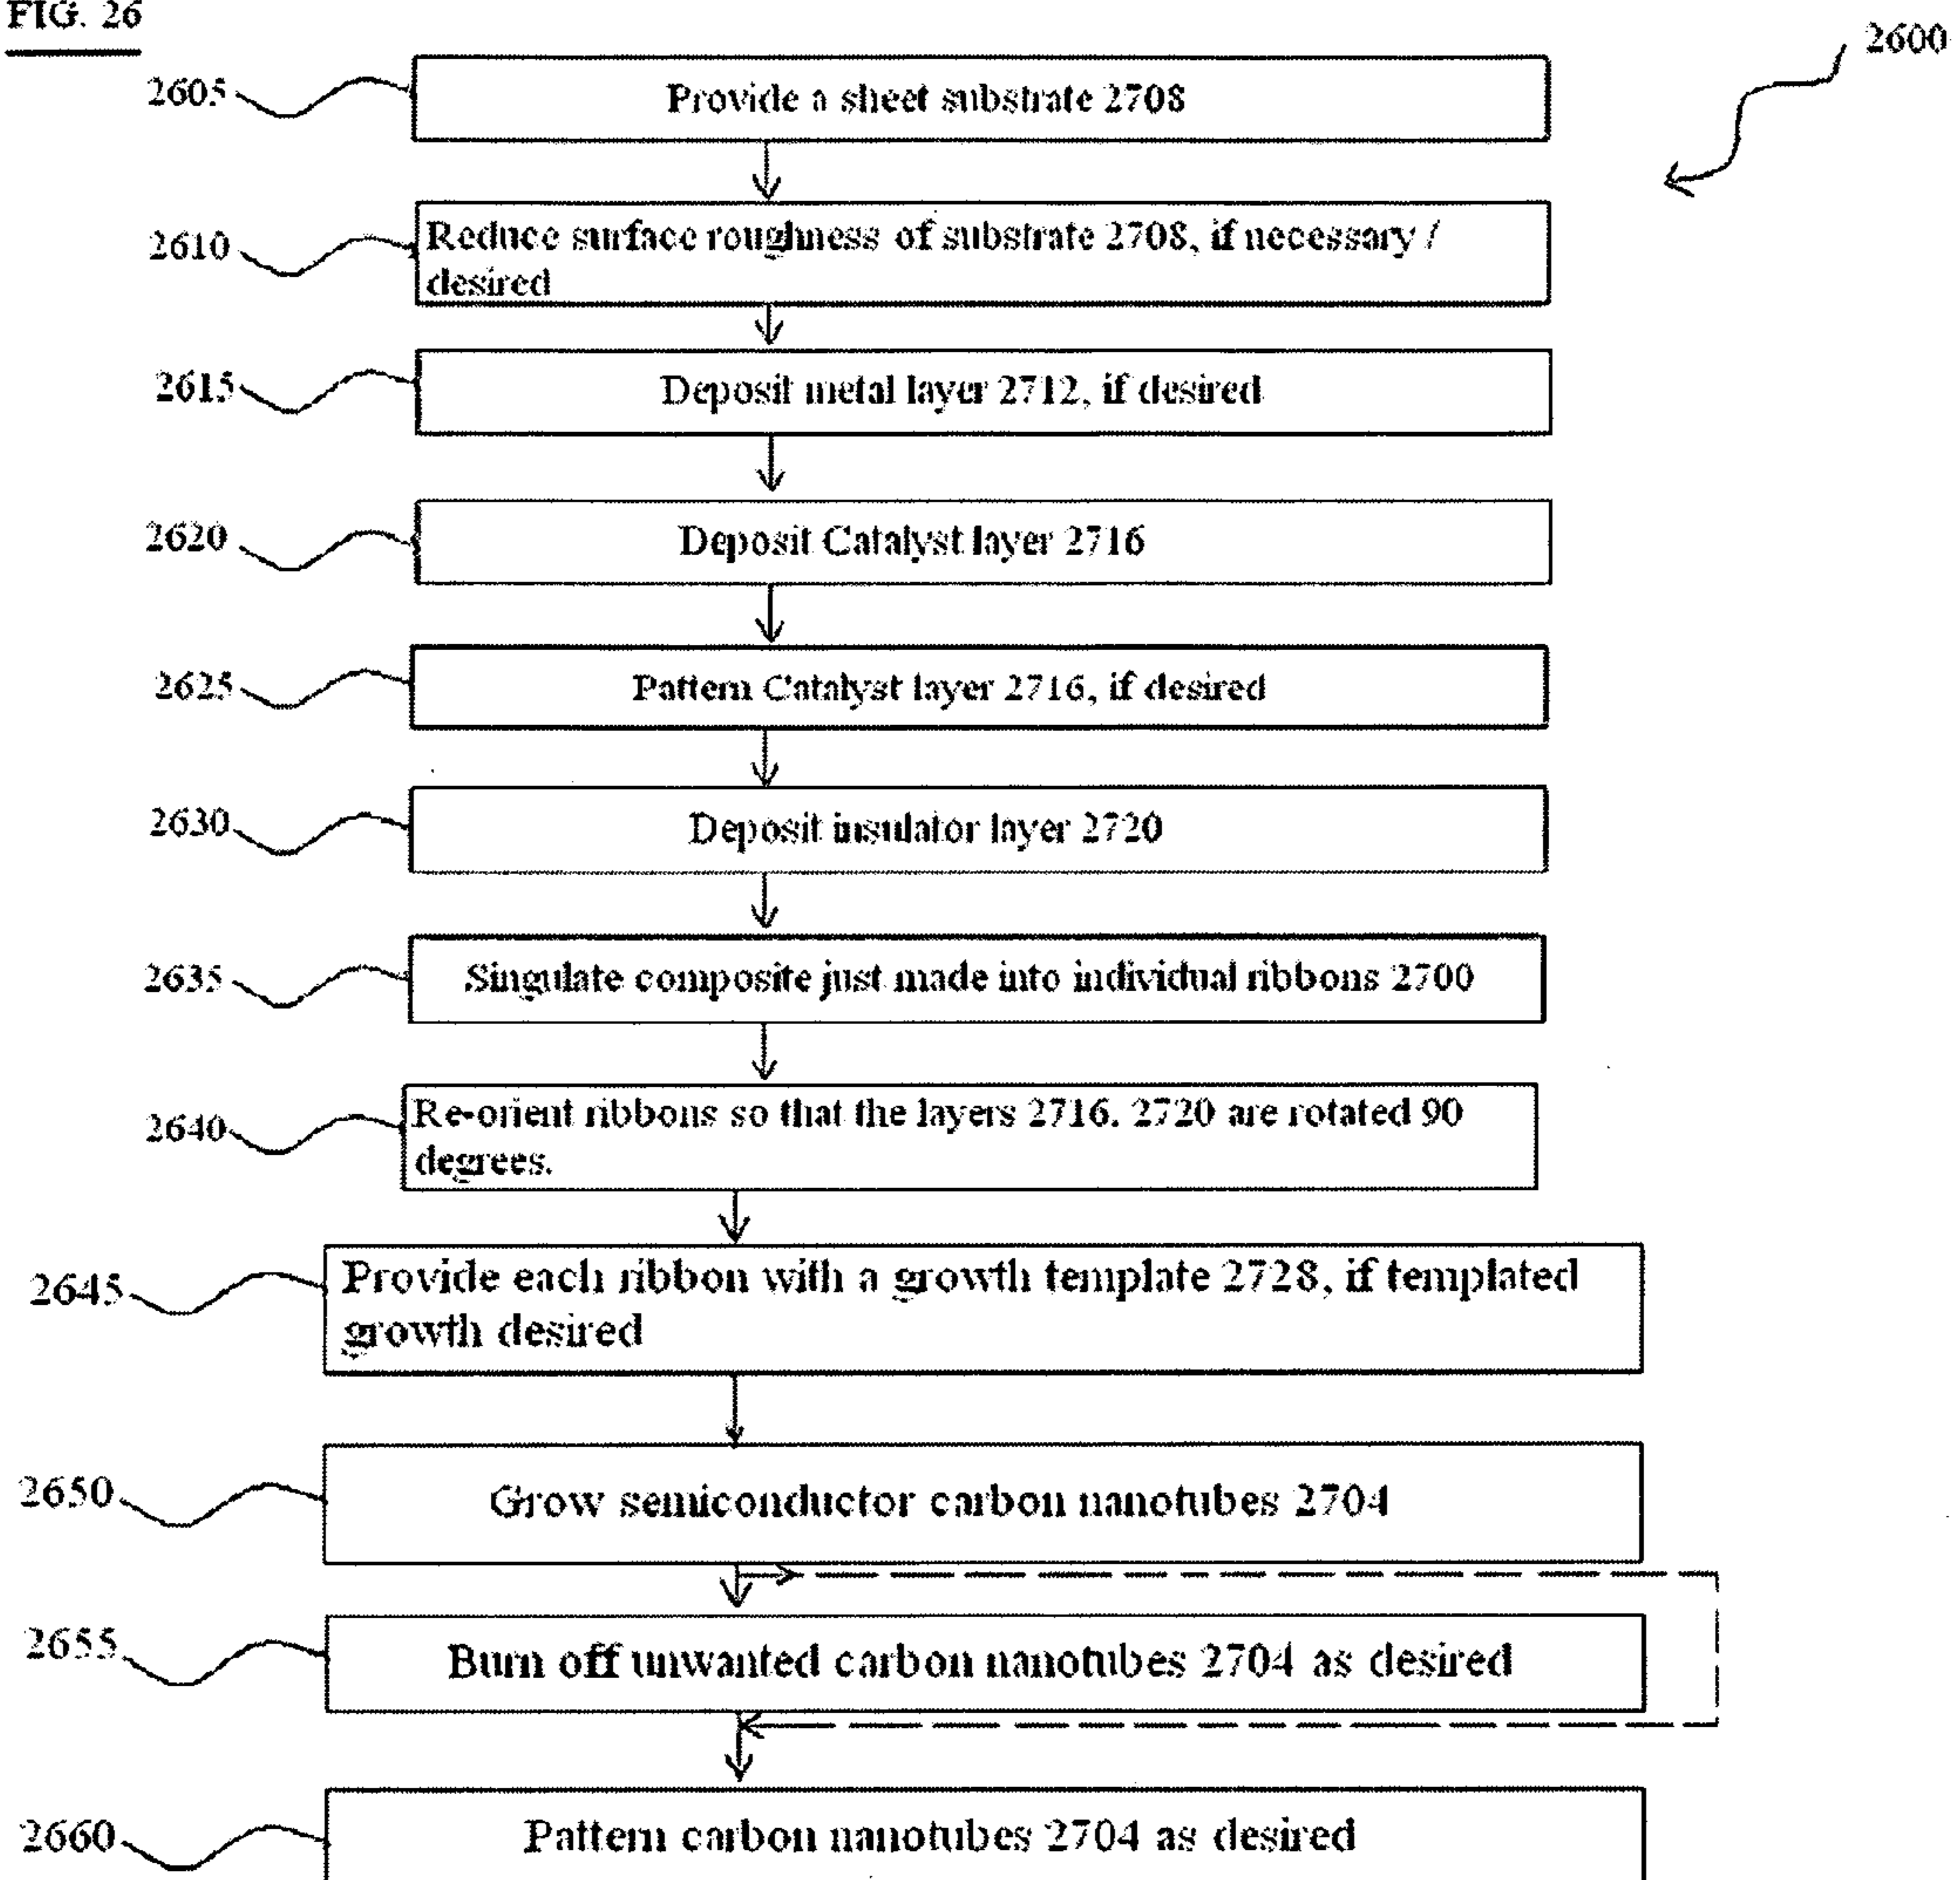 FIG. 26
2600
2605
Provide a sheet substrate 2708
2610
Reduce surface roughness of substrate 2708, if necessary /
desired
2615
Deposit metal layer 2712, if desired
2620
Deposit Catalyst layer 2716
2625
Pattern Catalyst layer 2716, if desired
2630
Deposit insulator layer 2720
2635
Singulate composite just made into individual ribbons 2700
2640
Re-orient ribbons so that the layers 2716. 2720 are rotated 90
degrees.
2645
Provide each ribbon with a growth template 2728, if templated
growth desired
2650
Grow semiconductor carbon nanotubes 2704
2655
Burn off unwanted carbon nanotubes 2704 as desired
2660
Pattern carbon nanotubes 2704 as desired